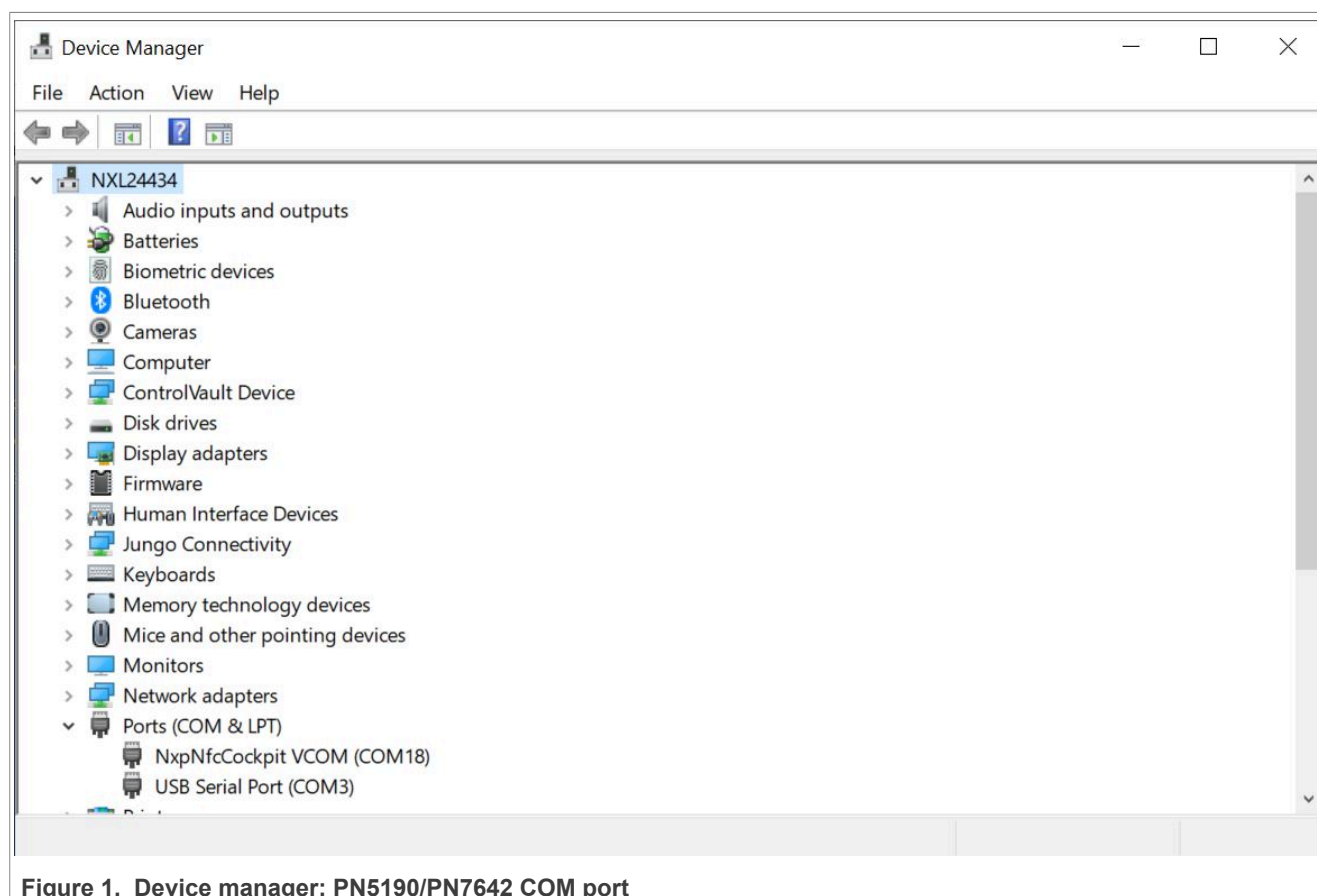 Device Manager
File Action View Help
NXL24434
Audio inputs and outputs
Batteries
Biometric devices
Bluetooth
Cameras
Computer
ControlVault Device
Disk drives
Display adapters
Firmware
Human Interface Devices
Jungo Connectivity
Keyboards
Memory technology devices
Mice and other pointing devices
Monitors
Network adapters
Ports (COM & LPT)
NxpNfcCockpit VCOM (COM18)
USB Serial Port (COM3)
Figure 1. Device manager: PN5190/PN7642 COM port